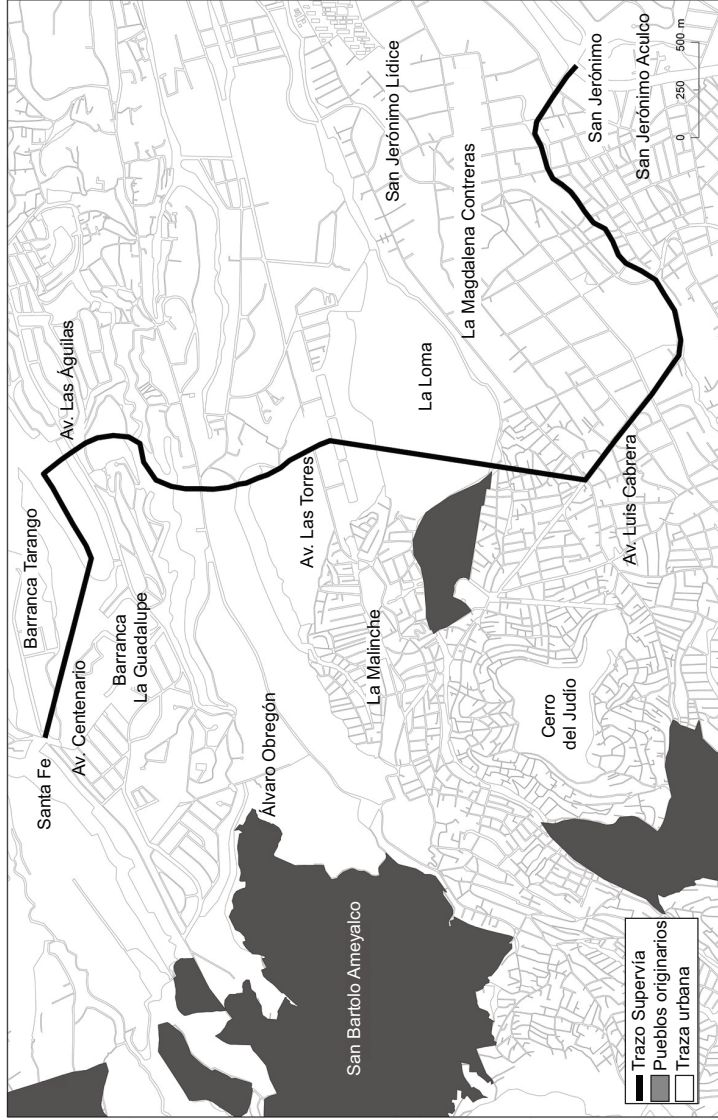 Santa Fe
Barranca Tarango
Av. Centenario
Av. Las Águilas
Barranca
La Guadalupe
Álvaro Obregón
Av. Las Torres
San Jerónimo Lídice
La Malinche
La Loma
La Magdalena Contreras
San Bartolo Ameyalco
Cerro
del Judío
Av. Luis Cabrera
San Jerónimo
San Jerónimo Aculco
Trazo Supervía
Pueblos originarios
Traza urbana
0
250
500 m